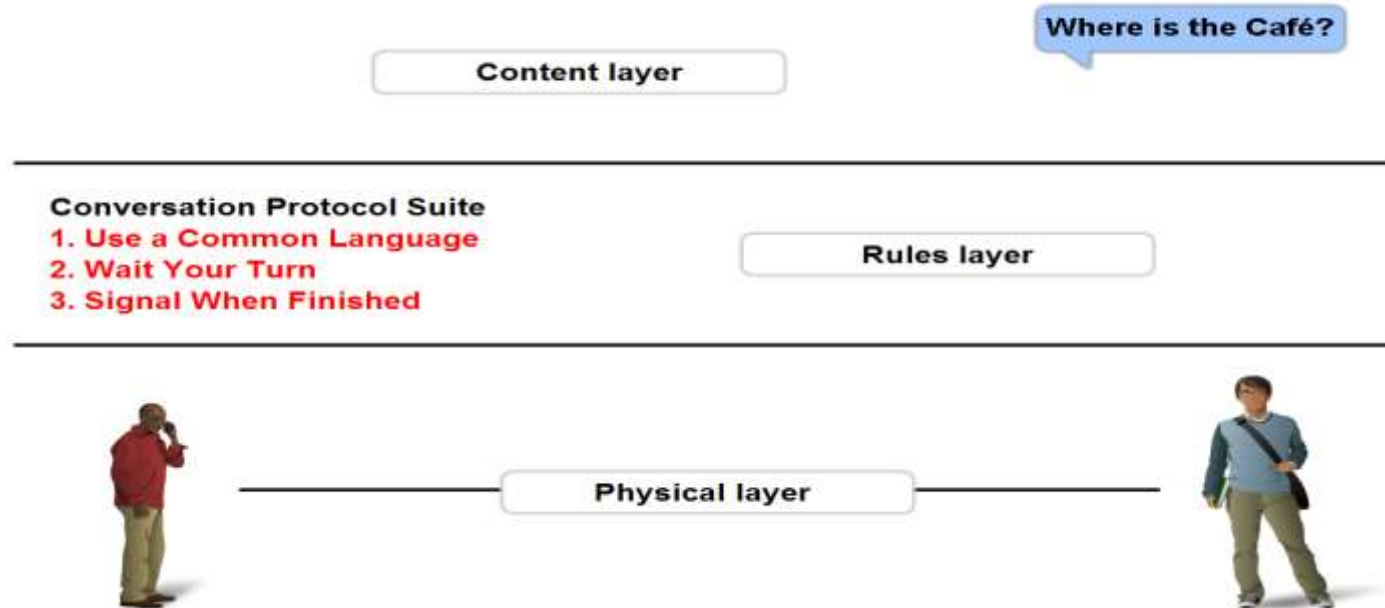 Where is the Café?
Content layer
Conversation Protocol Suite
1. Use a Common Language
2. Wait Your Turn
3. Signal When Finished
Rules layer
Physical layer